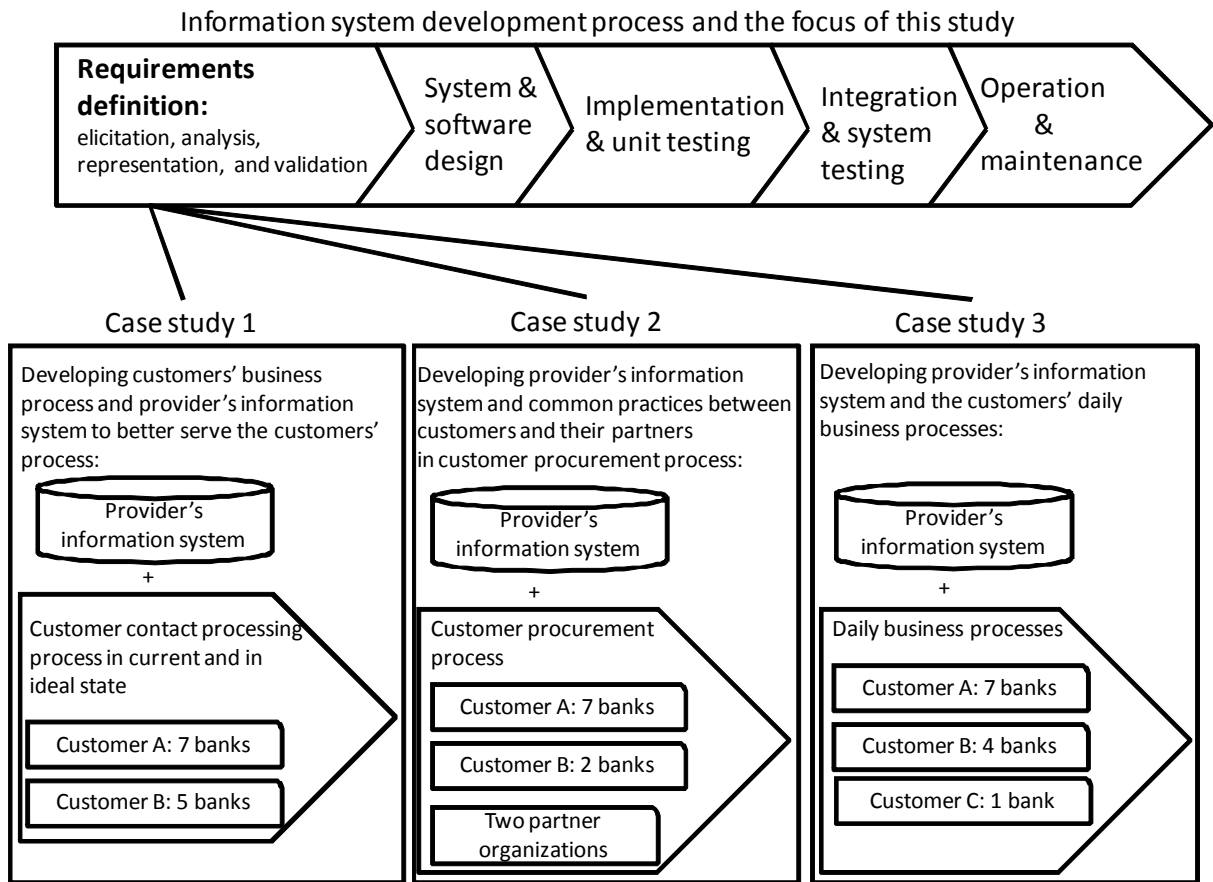 Information system development process and the focus of this study
Requirements
definition:
elicitation, analysis,
representation, and validation
System &
software
design
Implementation
& unit testing
Integration
& system
testing
Operation
&
maintenance
Case study 1
Developing customers’ business
process and provider’s information
system to better serve the customers’
process:
Provider’s
information system
+
Customer contact processing
process in current and in
ideal state
Customer A: 7 banks
Customer B: 5 banks
Case study 2
Developing provider’s information
system and common practices between
customers and their partners
in customer procurement process:
Provider’s
information system
+
Customer procurement
process
Customer A: 7 banks
Customer B: 2 banks
Two partner
organizations
Case study 3
Developing provider’s information
system and the customers’ daily
business processes:
Provider’s
information system
+
Daily business processes
Customer A: 7 banks
Customer B: 4 banks
Customer C: 1 bank